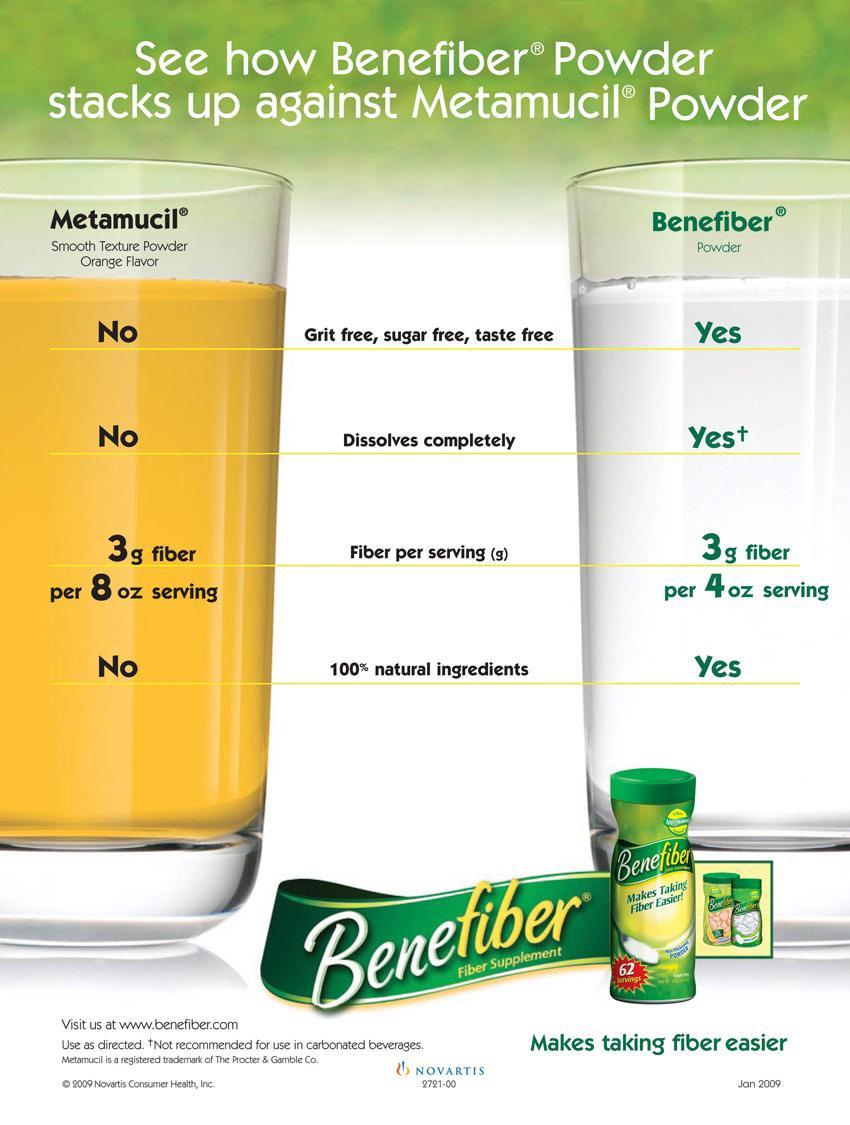 See how Benefiber® Powder
stacks up against Metamucil® Powder
Metamucil®
Smooth Texture Powder
Orange Flavor
Benefiber®
Powder
No
Grit free, sugar free, taste free
Yes
No
Dissolves completely
Yes†
3g fiber
Fiber per serving (g)
3g fiber
per 8 oz serving
per 4 oz serving
No
100% natural ingredients
Yes
Benefiber®
Fiber Supplement
Benefiber
Makes Taking
Fiber Easier!
POWDER
62
Servings
Visit us at www.benefiber.com
Use as directed. †Not recommended for use in carbonated beverages.
Metamucil is a registered trademark of The Procter & Gamble Co.
Makes taking fiber easier
NOVARTIS
© 2009 Novartis Consumer Health, Inc.
2721-00
Jan 2009